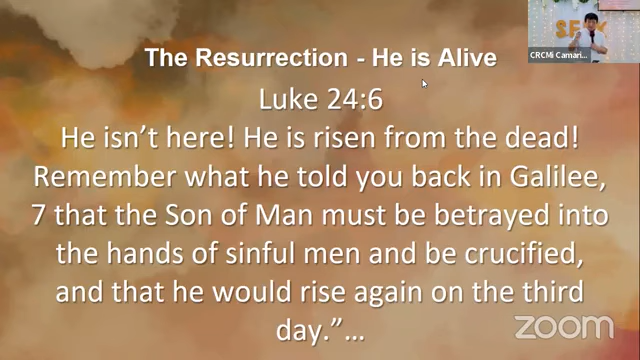 The Resurrection - He is Alive
Luke 24:6
He isn’t here! He is risen from the dead!
Remember what he told you back in Galilee,
7 that the Son of Man must be betrayed into
the hands of sinful men and be crucified,
and that he would rise again on the third
day.”...
CRCMi Camari...
zoom